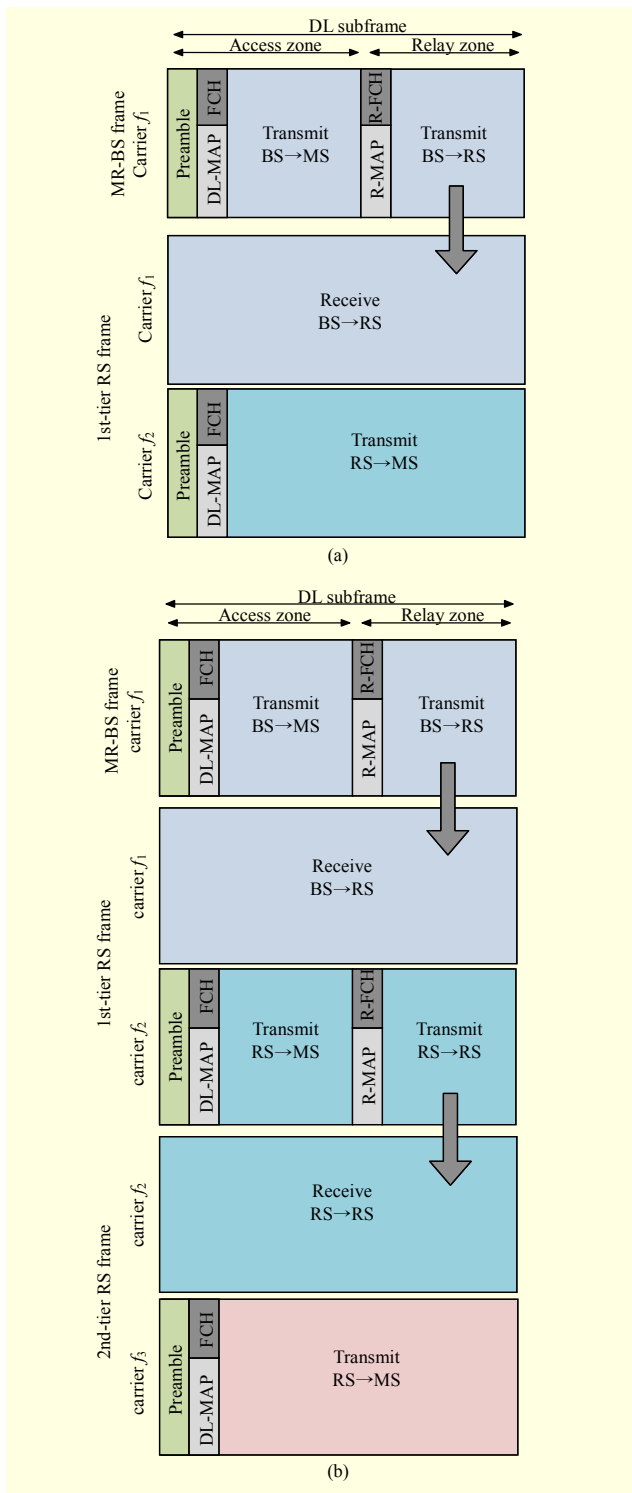 DL subframe
Access zone
Relay zone
MR-BS frame
Carrier f1
Preamble
FCH
DL-MAP
Transmit
BS→MS
R-FCH
R-MAP
Transmit
BS→RS
1st-tier RS frame
Carrier f1
Receive
BS→RS
Carrier f2
Preamble
FCH
DL-MAP
Transmit
RS→MS
(a)
DL subframe
Access zone
Relay zone
MR-BS frame
carrier f1
Preamble
FCH
DL-MAP
Transmit
BS→MS
R-FCH
R-MAP
Transmit
BS→RS
1st-tier RS frame
carrier f1
Receive
BS→RS
carrier f2
Preamble
FCH
DL-MAP
Transmit
RS→MS
R-FCH
R-MAP
Transmit
RS→RS
2nd-tier RS frame
carrier f2
Receive
RS→RS
carrier f3
Preamble
FCH
DL-MAP
Transmit
RS→MS
(b)